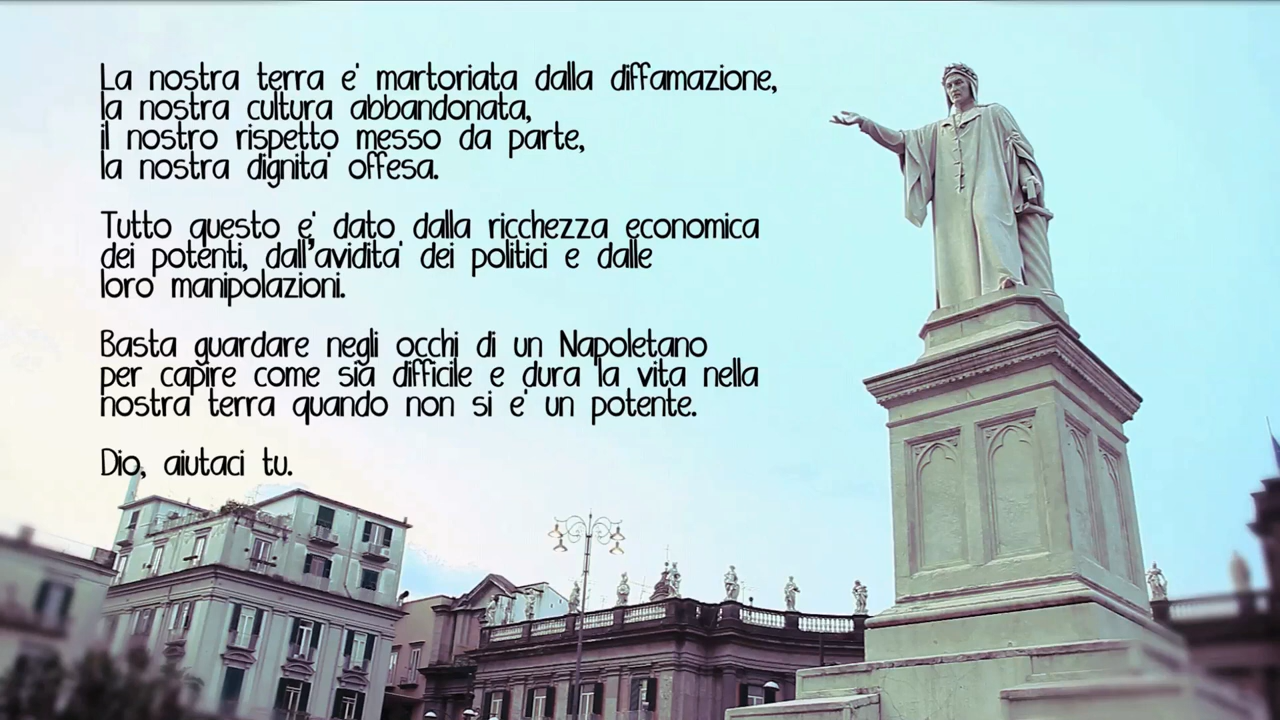 La nostra terra e' martoriata dalla diffamazione,
la nostra cultura abbandonata,
il nostro rispetto messo da parte,
la nostra dignita' offesa.
Tutto questo e' dato dalla ricchezza economica
dei potenti, dall'avidita' dei politici e dalle
loro manipolazioni.
Basta guardare negli occhi di un Napoletano
per capire come sia difficile e dura la vita nella
nostra terra quando non si e' un potente.
Dio, aiutaci tu.